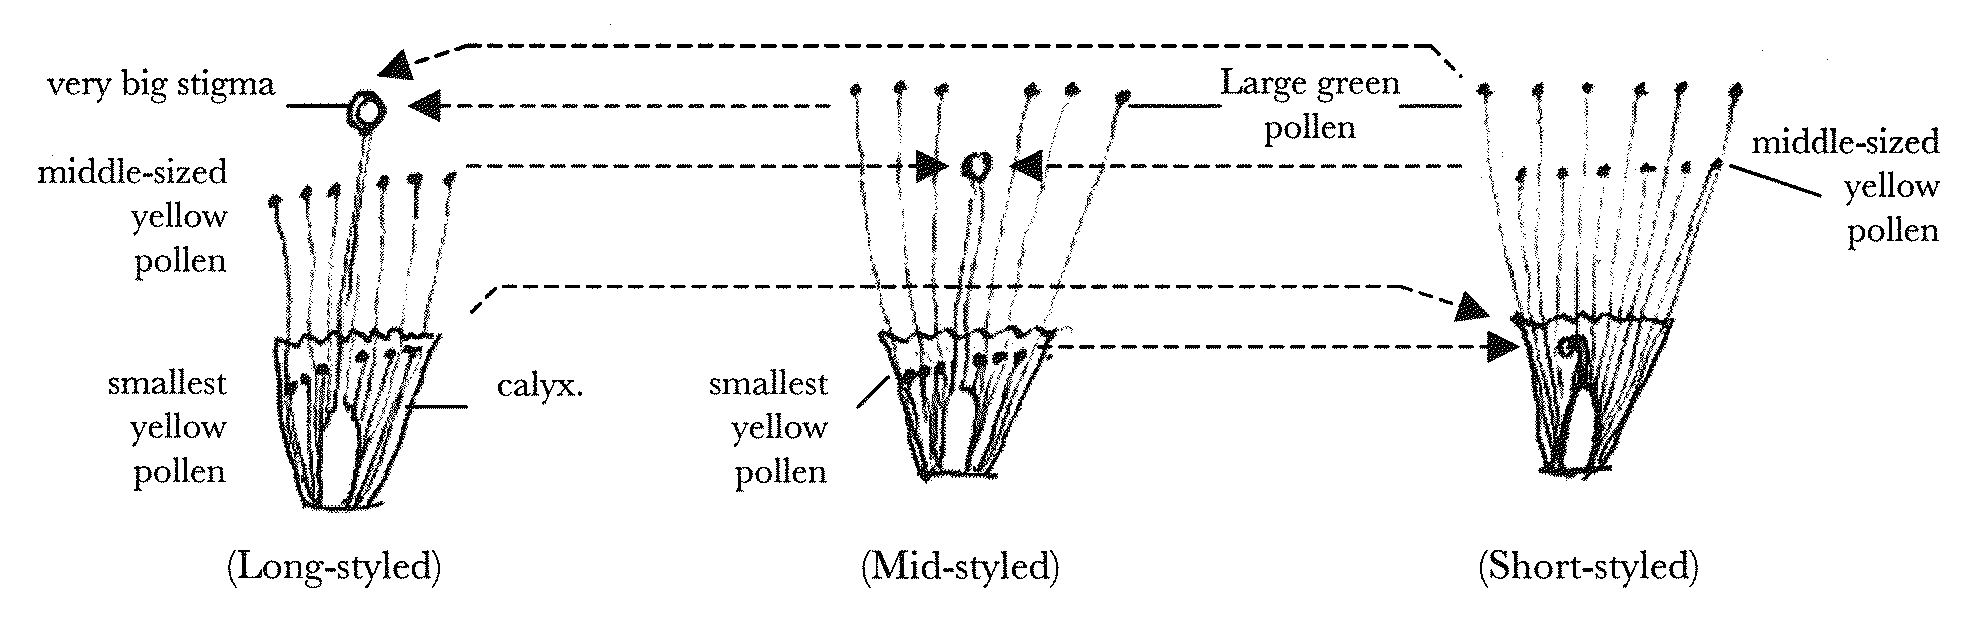 very big stigma
middle-sized
yellow
pollen
smallest
yellow
pollen
calyx.
(Long-styled)
smallest
yellow
pollen
(Mid-styled)
Large green
pollen
middle-sized
yellow
pollen
(Short-styled)